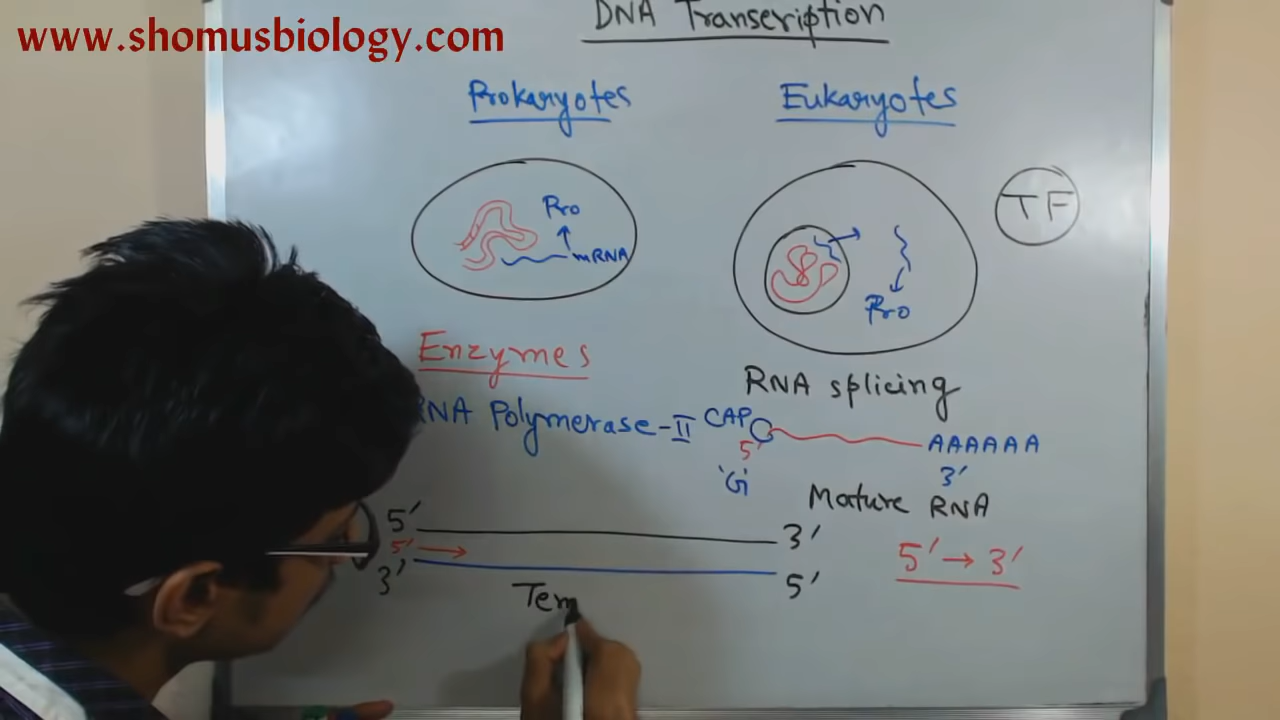 www.shomusbiology.com
DNA Transcription
Prokaryotes
Eukaryotes
TF
Pro
mRNA
Pro
Enzymes
RNA splicing
RNA Polymerase-II
CAP
AAAAAA
5'
3'
'G'
Mature RNA
5' 3'
5' →
3' 5'
5' → 3'
Tem